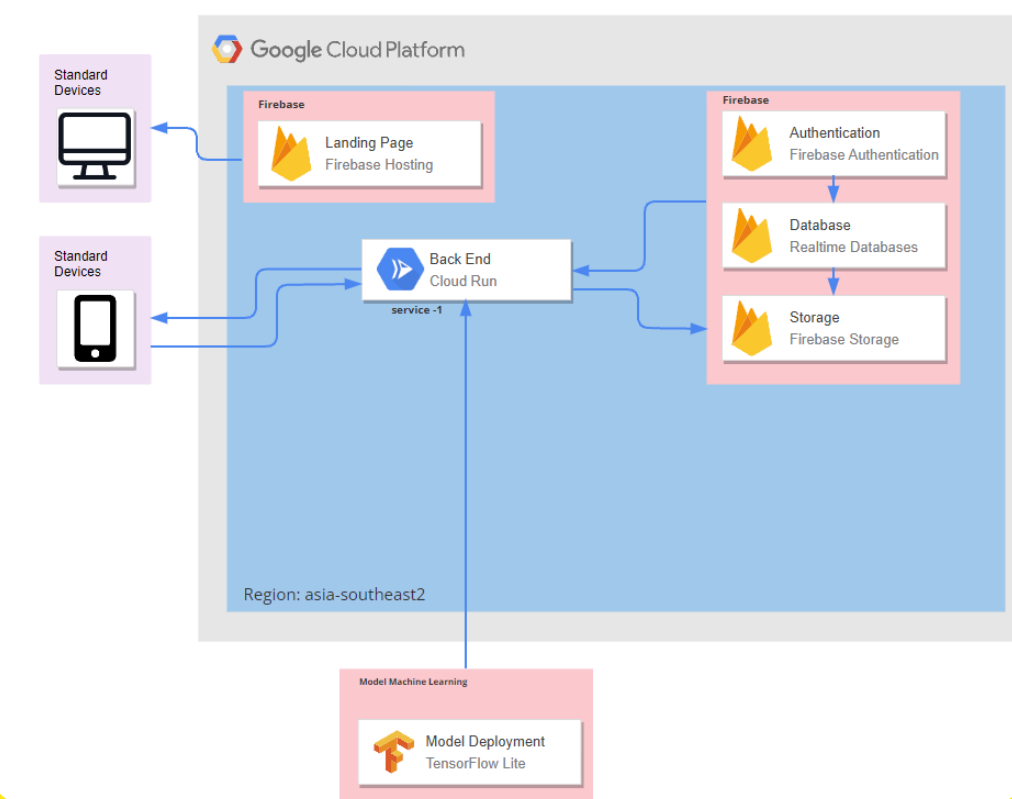 Google Cloud Platform
Standard
Devices
Firebase
Landing Page
Firebase Hosting
Firebase
Authentication
Firebase Authentication
Database
Realtime Databases
Storage
Firebase Storage
Standard
Devices
Back End
Cloud Run
service -1
Region: asia-southeast2
Model Machine Learning
Model Deployment
TensorFlow Lite